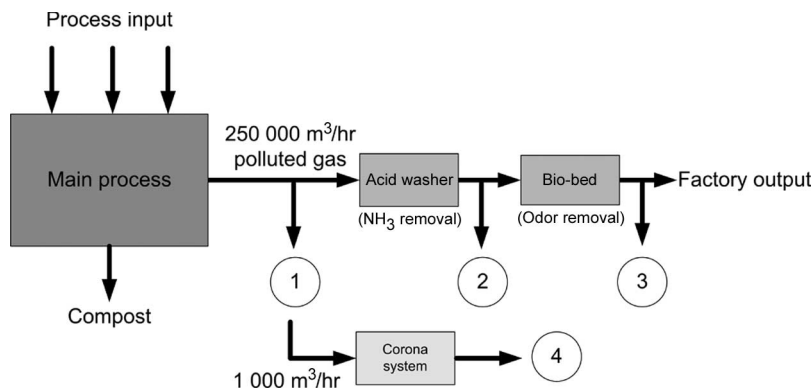 Process input
250 000 m³/hr
polluted gas
Main process
Acid washer
Bio-bed
Factory output
(NH₃ removal)
(Odor removal)
1
2
3
Compost
Corona
system
4
1 000 m³/hr